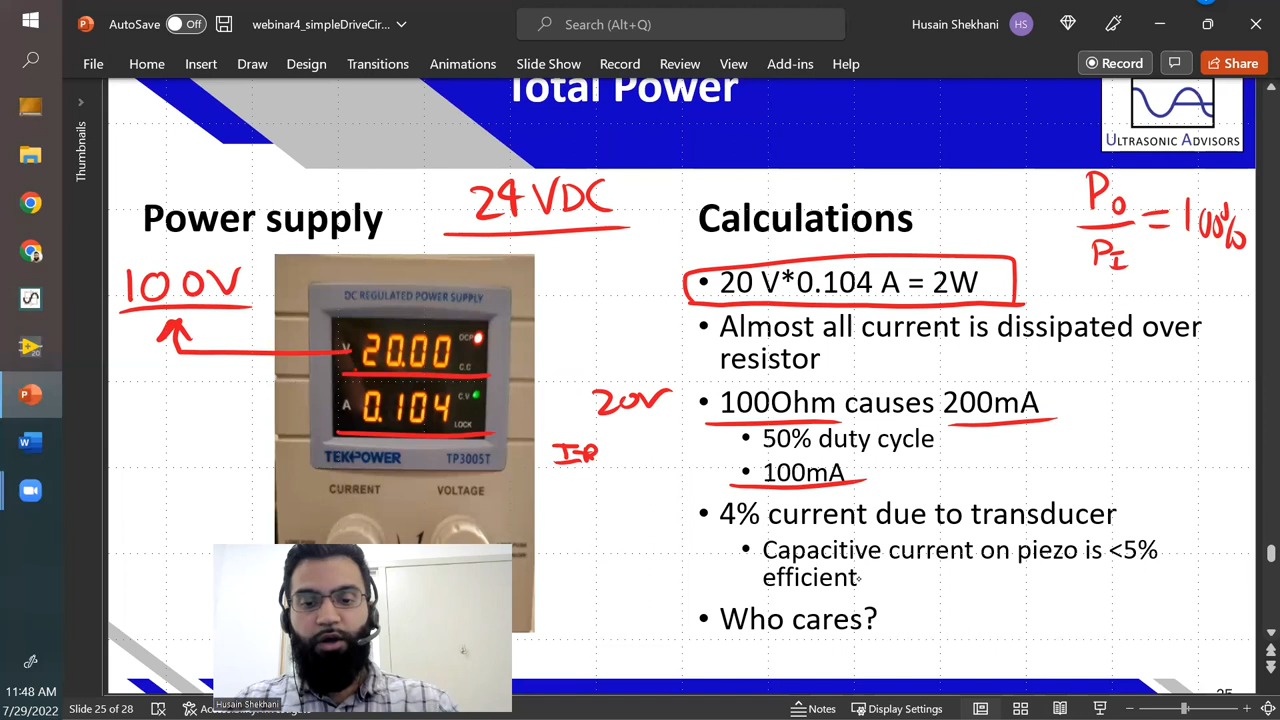 AutoSave Off webinar4_simpleDriveCir... Search (Alt+Q) Husain Shekhani HS
File Home Insert Draw Design Transitions Animations Slide Show Record Review View Add-ins Help Record Share
Thumbnails
Total Power
ULTRASONIC ADVISORS
Power supply
24 VDC
100V
DC REGULATED POWER SUPPLY
V 20.00 OCP
C.C
A 0.104 C.V
LOCK
TEKPOWER TP3005T
CURRENT VOLTAGE
20V
Calculations
P0
PI
= 100%
• 20 V*0.104 A = 2W
• Almost all current is dissipated over
resistor
• 100Ohm causes 200mA
• 50% duty cycle
• 100mA
• 4% current due to transducer
• Capacitive current on piezo is <5%
efficient
• Who cares?
Husain Shekhani
11:48 AM
7/29/2022
Slide 25 of 28 Notes Display Settings